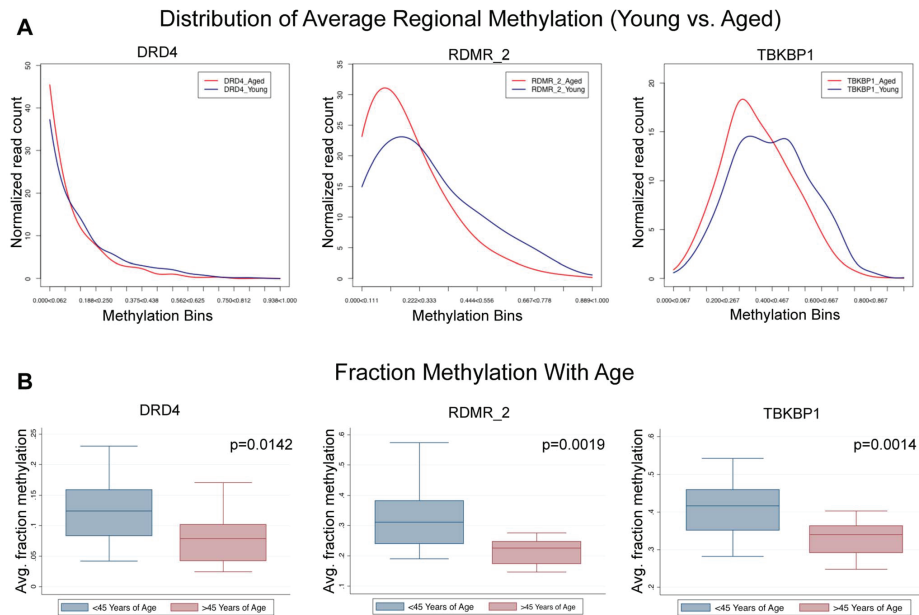 A
Distribution of Average Regional Methylation (Young vs. Aged)
DRD4
Normalized read count
50
40
30
20
10
0
DRD4_Aged
DRD4_Young
0.000<0.062 0.188<0.250 0.375<0.438 0.562<0.625 0.750<0.812 0.938<1.000
Methylation Bins
RDMR_2
Normalized read count
35
30
25
20
15
10
5
0
RDMR_2_Aged
RDMR_2_Young
0.000<0.111 0.222<0.333 0.444<0.556 0.667<0.778 0.889<1.000
Methylation Bins
TBKBP1
Normalized read count
20
15
10
5
0
TBKBP1_Aged
TBKBP1_Young
0.000<0.067 0.200<0.267 0.400<0.467 0.600<0.667 0.800<0.867
Methylation Bins
B
Fraction Methylation With Age
DRD4
Avg. fraction methylation
.25
.2
.15
.1
.05
0
p=0.0142
<45 Years of Age >45 Years of Age
RDMR_2
Avg. fraction methylation
.6
.5
.4
.3
.2
.1
p=0.0019
<45 Years of Age >45 Years of Age
TBKBP1
Avg. fraction methylation
.6
.5
.4
.3
.2
p=0.0014
<45 Years of Age >45 Years of Age